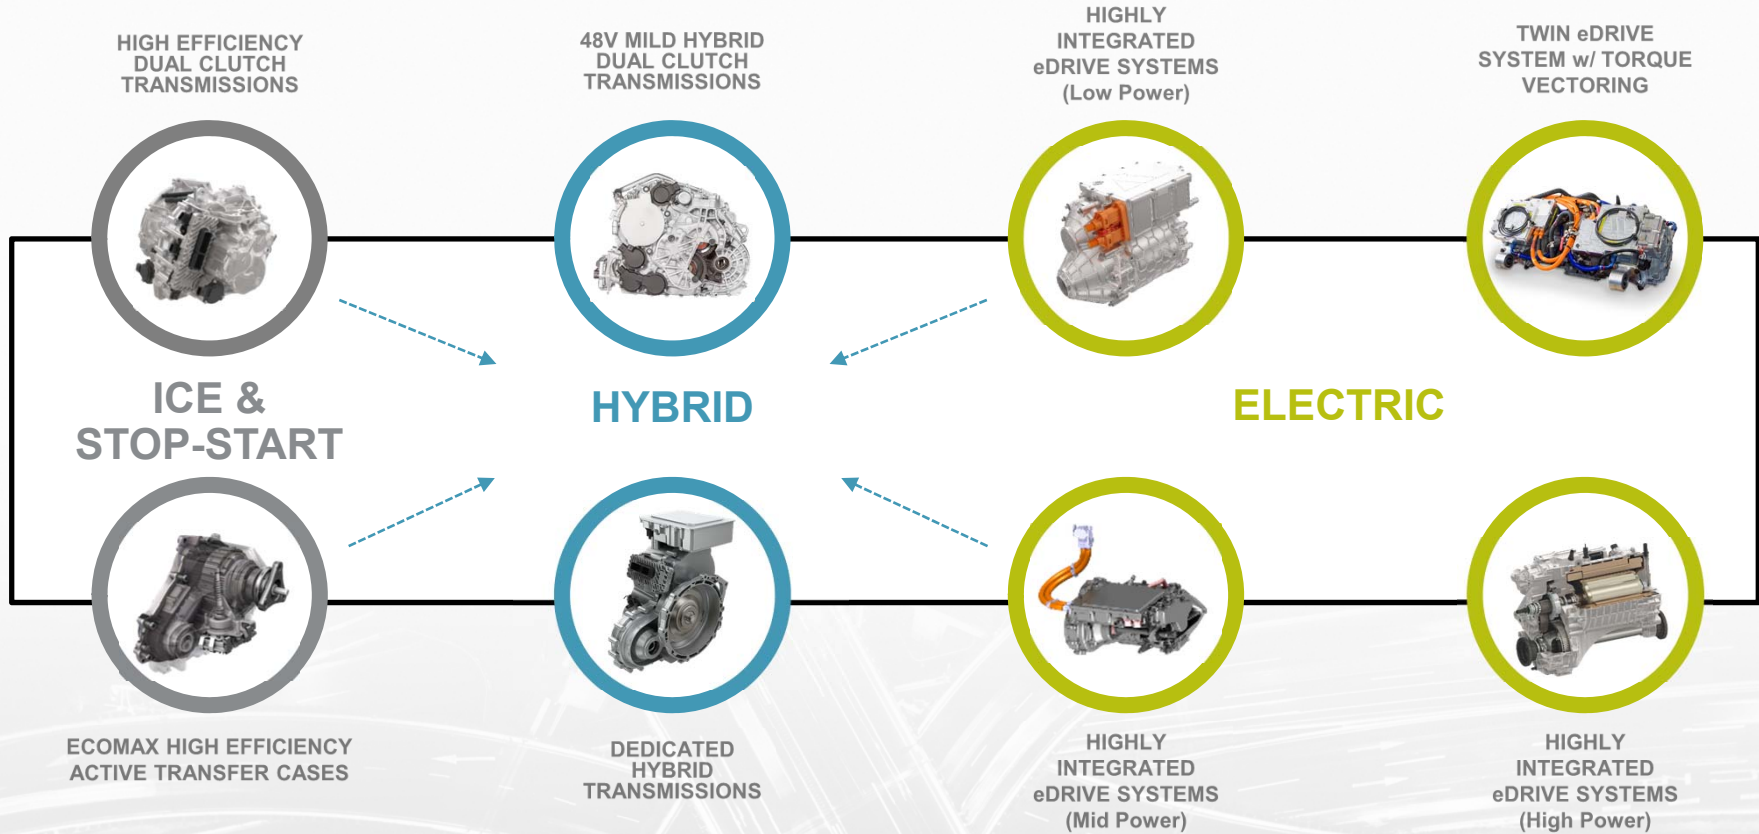 HIGH EFFICIENCY
DUAL CLUTCH
TRANSMISSIONS
48V MILD HYBRID
DUAL CLUTCH
TRANSMISSIONS
HIGHLY
INTEGRATED
eDRIVE SYSTEMS
(Low Power)
TWIN eDRIVE
SYSTEM w/ TORQUE
VECTORING
ICE &
STOP-START
HYBRID
ELECTRIC
ECOMAX HIGH EFFICIENCY
ACTIVE TRANSFER CASES
DEDICATED
HYBRID
TRANSMISSIONS
HIGHLY
INTEGRATED
eDRIVE SYSTEMS
(Mid Power)
HIGHLY
INTEGRATED
eDRIVE SYSTEMS
(High Power)